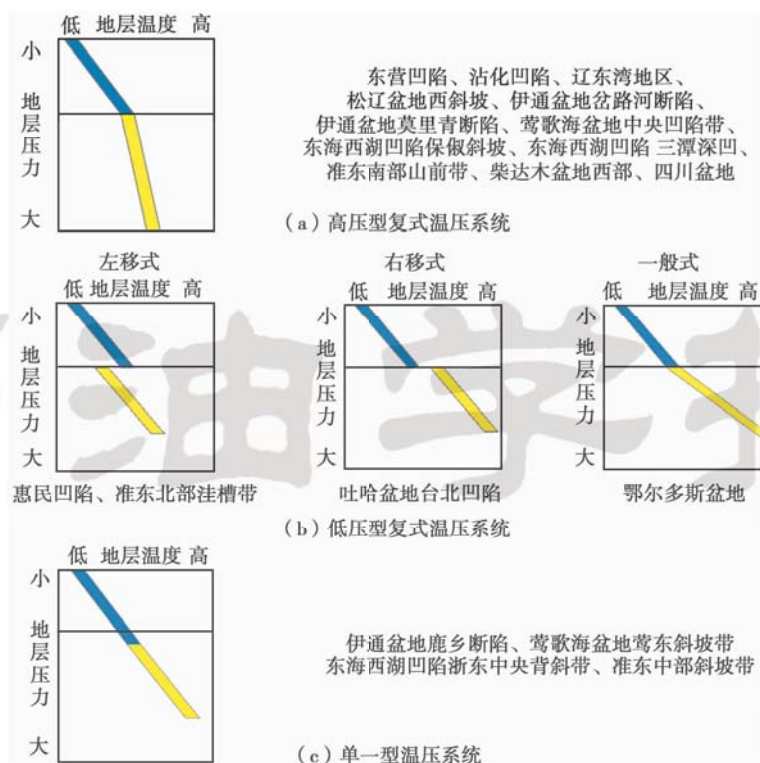 低 地层温度 高
小
地层压力
大
东营凹陷、沾化凹陷、辽东湾地区、
松辽盆地西斜坡、伊通盆地岔路河断陷、
伊通盆地莫里青断陷、莺歌海盆地中央凹陷带、
东海西湖凹陷保俶斜坡、东海西湖凹陷 三潭深凹、
准东南部山前带、柴达木盆地西部、四川盆地
(a)高压型复式温压系统
左移式
低 地层温度 高
小
地层压力
大
惠民凹陷、准东北部洼槽带
右移式
低 地层温度 高
小
地层压力
大
吐哈盆地台北凹陷
一般式
低 地层温度 高
小
地层压力
大
鄂尔多斯盆地
(b)低压型复式温压系统
低 地层温度 高
小
地层压力
大
伊通盆地鹿乡断陷、莺歌海盆地莺东斜坡带
东海西湖凹陷浙东中央背斜带、准东中部斜坡带
(c)单一型温压系统
油学报